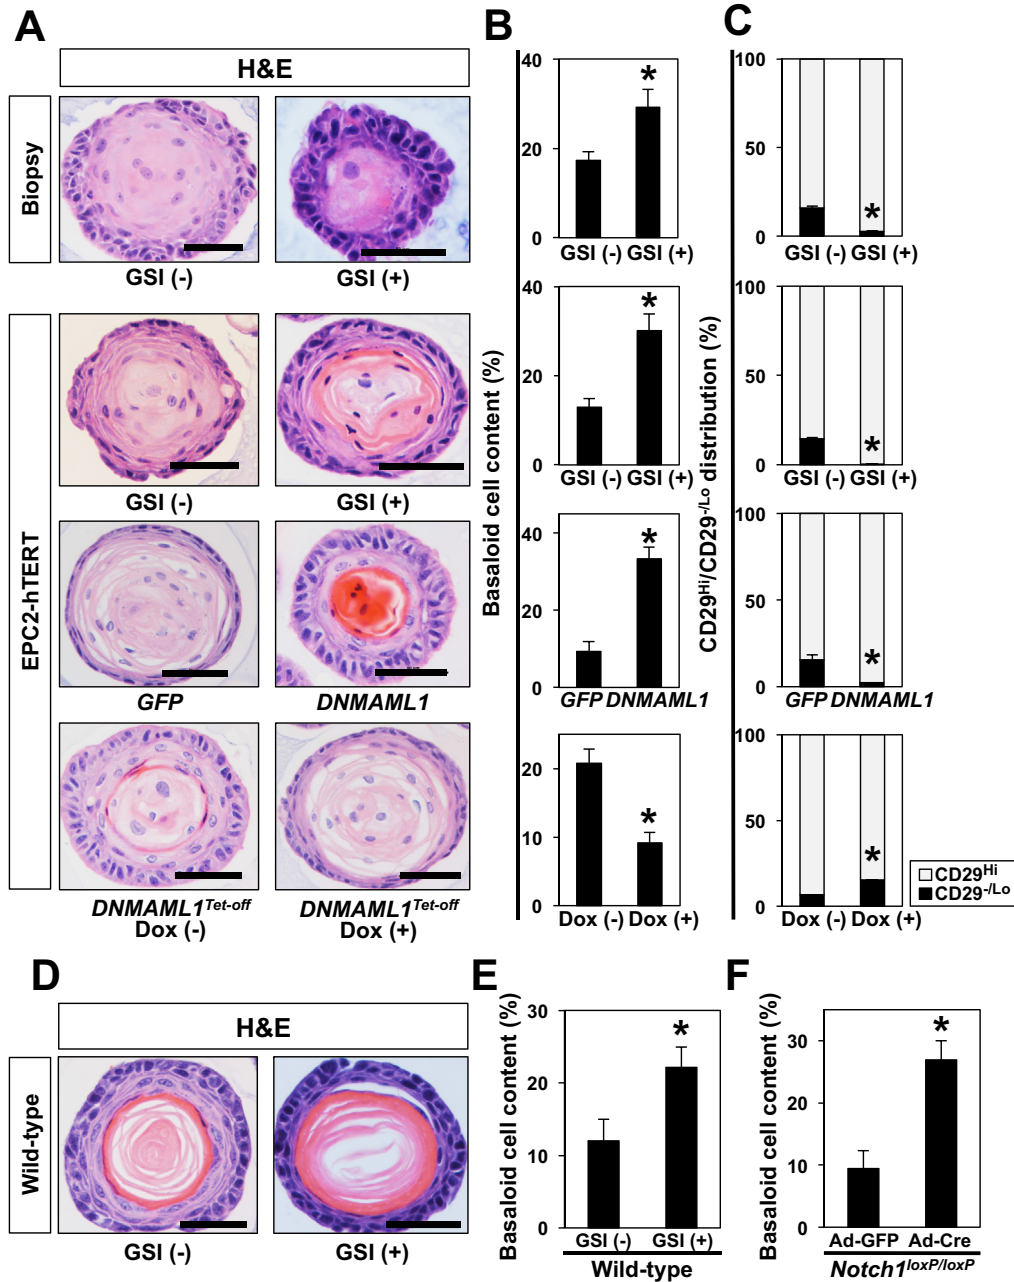 A
B
C
H&E
Biopsy
GSI (-)
GSI (+)
EPC2-hTERT
GSI (-)
GSI (+)
GFP
DNMAML1
DNMAML1Tet-off
Dox (-)
DNMAML1Tet-off
Dox (+)
Basaloid cell content (%)
40
20
0
*
GSI (-) GSI (+)
40
20
0
*
GSI (-) GSI (+)
40
20
0
*
GFP DNMAML1
20
10
0
*
Dox (-) Dox (+)
CD29Hi/CD29-/Lo distribution (%)
100
50
0
*
GSI (-) GSI (+)
100
50
0
*
GSI (-) GSI (+)
100
50
0
*
GFP DNMAML1
100
50
0
*
Dox (-) Dox (+)
CD29Hi
CD29-/Lo
D
H&E
Wild-type
GSI (-)
GSI (+)
E
Basaloid cell content (%)
30
20
10
0
*
GSI (-) GSI (+)
Wild-type
F
Basaloid cell content (%)
30
20
10
0
*
Ad-GFP Ad-Cre
Notch1loxP/loxP